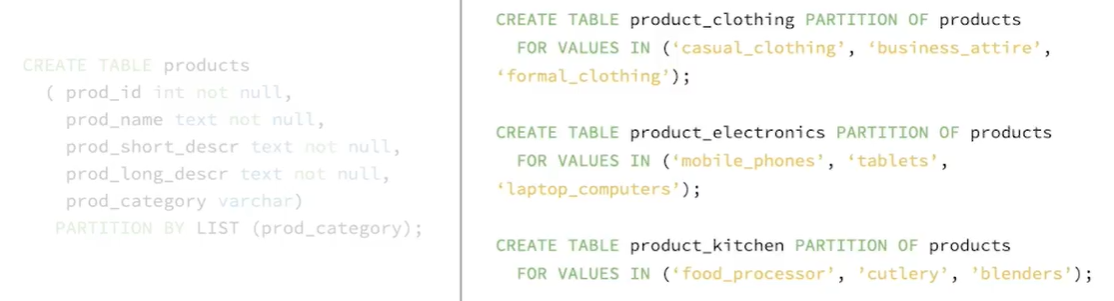 CREATE TABLE products
( prod_id int not null,
prod_name text not null,
prod_short_descr text not null,
prod_long_descr text not null,
prod_category varchar)
PARTITION BY LIST (prod_category);
CREATE TABLE product_clothing PARTITION OF products
FOR VALUES IN (‘casual_clothing’, ‘business_attire’,
‘formal_clothing’);
CREATE TABLE product_electronics PARTITION OF products
FOR VALUES IN (‘mobile_phones’, ‘tablets’,
‘laptop_computers’);
CREATE TABLE product_kitchen PARTITION OF products
FOR VALUES IN (‘food_processor’, ’cutlery’, ’blenders’);